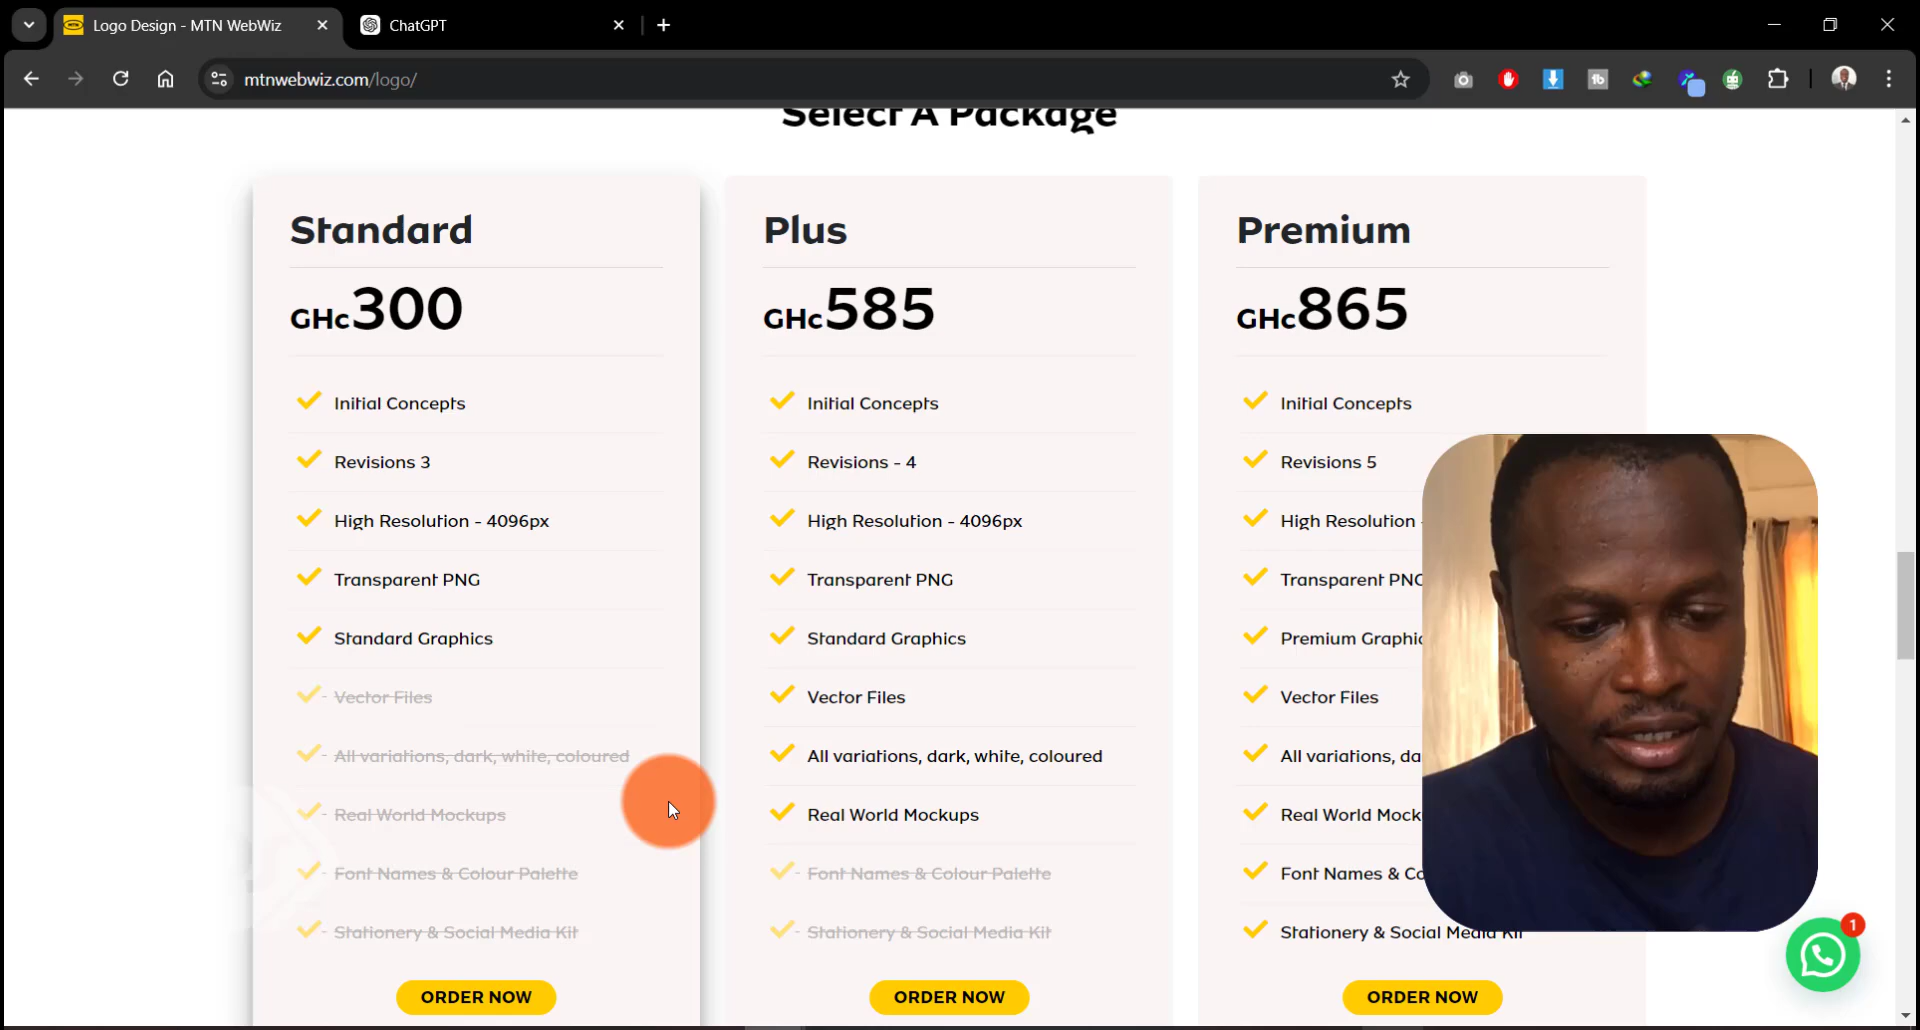 Logo Design - MTN WebWiz
ChatGPT
mtnwebwiz.com/logo/
Select A Package
Standard
GHc300
Initial Concepts
Revisions 3
High Resolution - 4096px
Transparent PNG
Standard Graphics
Vector Files
All variations, dark, white, coloured
Real World Mockups
Font Names & Colour Palette
Stationery & Social Media Kit
ORDER NOW
Plus
GHc585
Initial Concepts
Revisions - 4
High Resolution - 4096px
Transparent PNG
Standard Graphics
Vector Files
All variations, dark, white, coloured
Real World Mockups
Font Names & Colour Palette
Stationery & Social Media Kit
ORDER NOW
Premium
GHc865
Initial Concepts
Revisions 5
High Resolution -
Transparent PNG
Premium Graphic
Vector Files
All variations, da
Real World Mock
Font Names & Co
Stationery & Social Media Kit
ORDER NOW
1